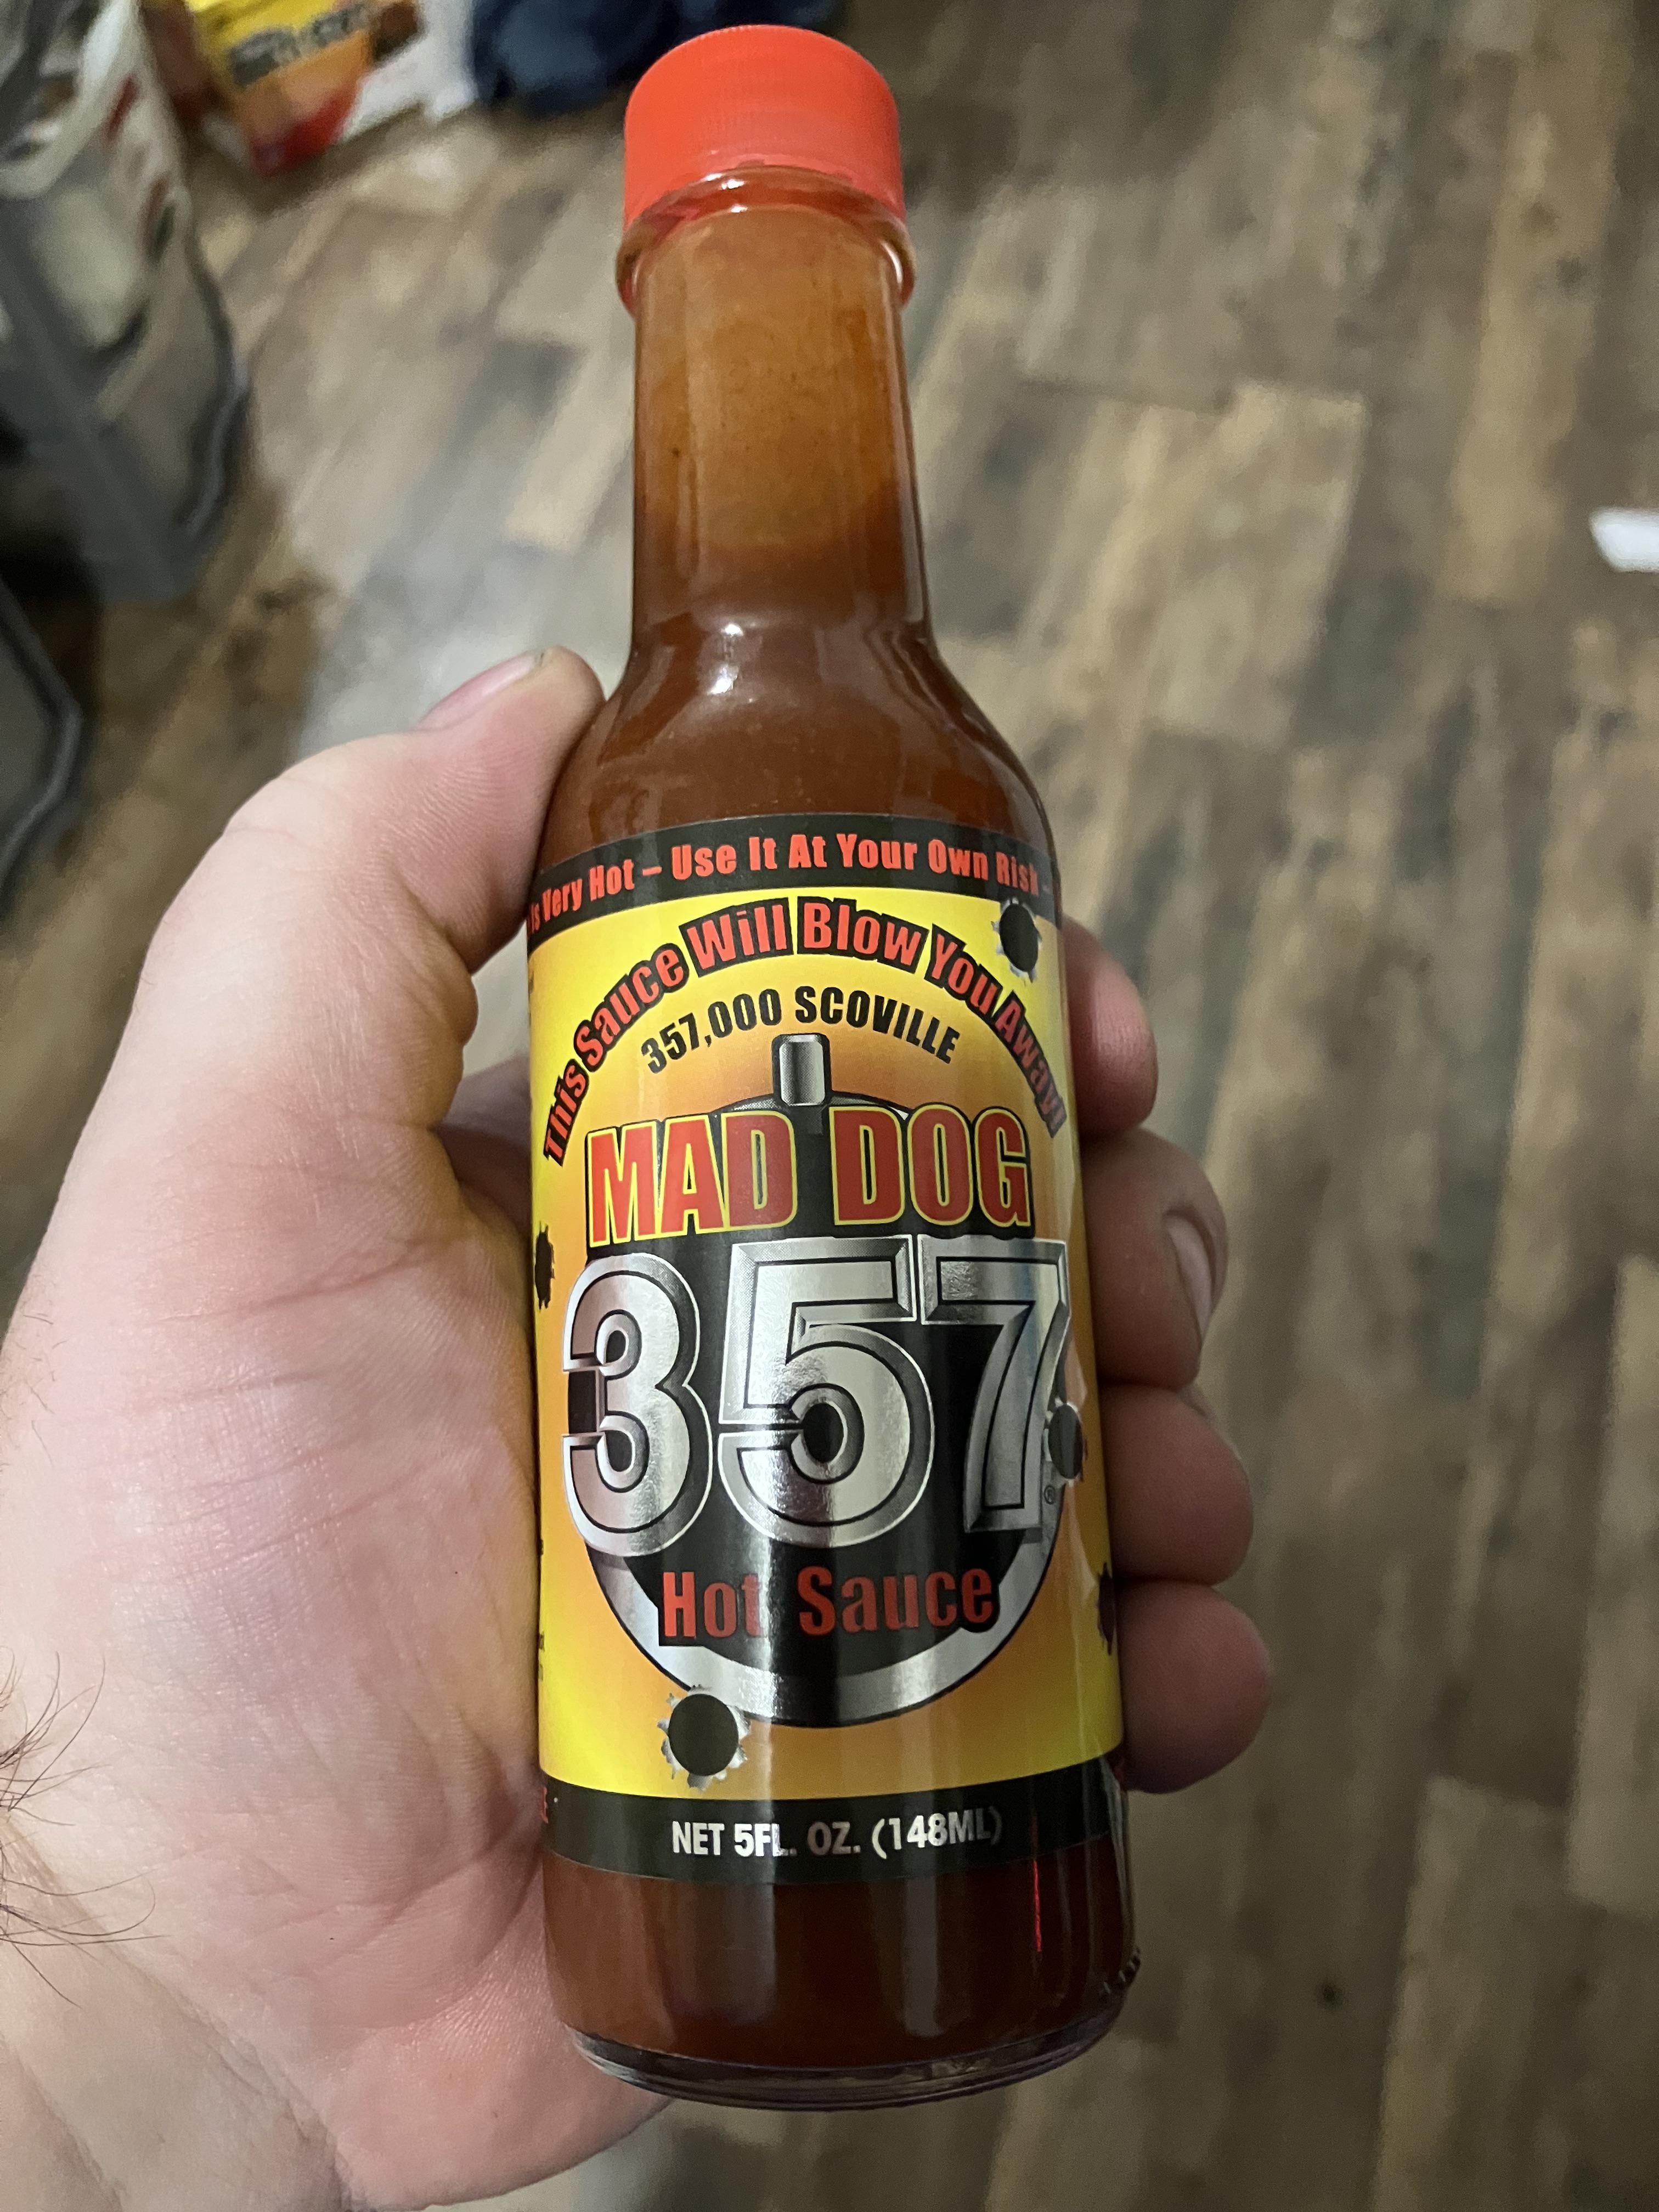 Is Very Hot – Use It At Your Own Risk –
This Sauce Will Blow You Away!
357,000 SCOVILLE
MAD DOG
357®
Hot Sauce
NET 5FL. OZ. (148ML)